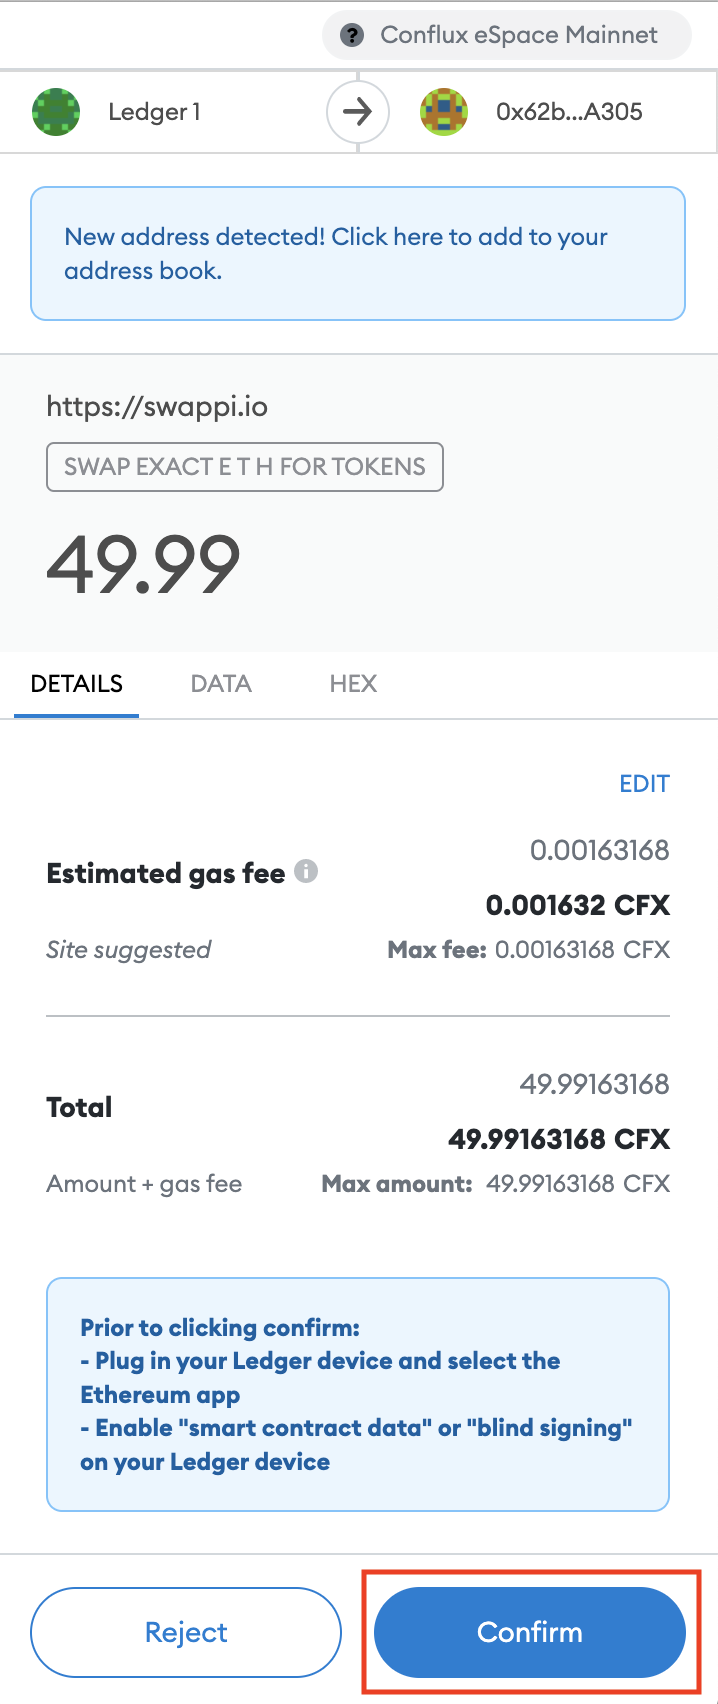 Conflux eSpace Mainnet
Ledger 1
0x62b...A305
New address detected! Click here to add to your
address book.
https://swappi.io
SWAP EXACT E T H FOR TOKENS
49.99
DETAILS DATA HEX
EDIT
0.00163168
Estimated gas fee
0.001632 CFX
Site suggested Max fee: 0.00163168 CFX
49.99163168
Total
49.99163168 CFX
Amount + gas fee Max amount: 49.99163168 CFX
Prior to clicking confirm:
- Plug in your Ledger device and select the
Ethereum app
- Enable "smart contract data" or "blind signing"
on your Ledger device
Reject Confirm